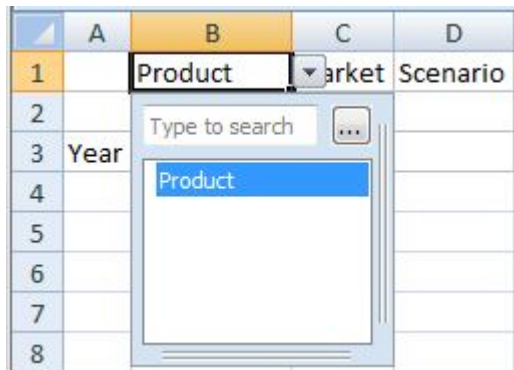 A B C D
1 Product arket Scenario
2 Type to search ...
3 Year
4 Product
5
6
7
8